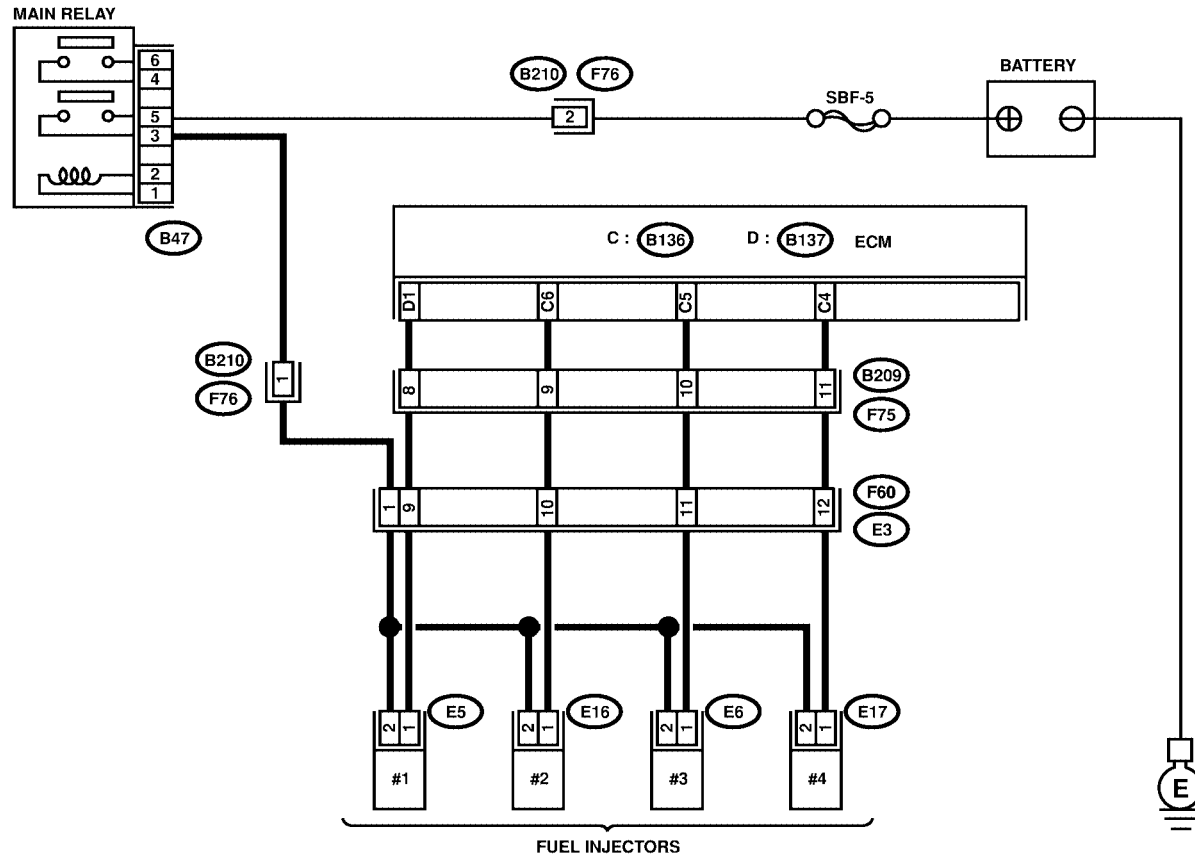 MAIN RELAY
6
4
5
3
2
1
B47
B210 F76
2
SBF-5
BATTERY
C : B136 D : B137 ECM
D1 C6 C5 C4
B210
F76
1
8 9 10 11
B209
F75
1 9 10 11 12
F60
E3
2 1 E5
2 1 E16
2 1 E6
2 1 E17
#1 #2 #3 #4
E
FUEL INJECTORS